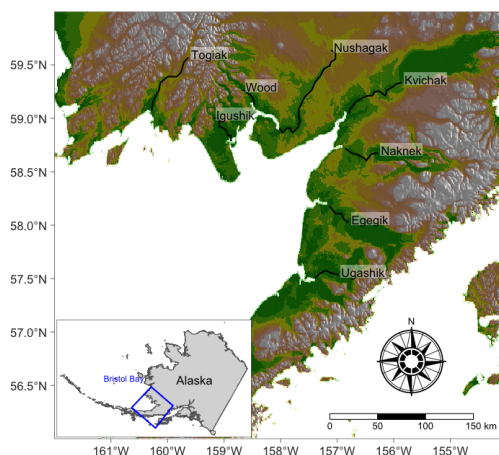 59.5°N
59.0°N
58.5°N
58.0°N
57.5°N
57.0°N
56.5°N
Togiak
Nushagak
Wood
Kvichak
Igushik
Naknek
Egegik
Ugashik
Bristol Bay
Alaska
N
0 50 100 150 km
161°W 160°W 159°W 158°W 157°W 156°W 155°W